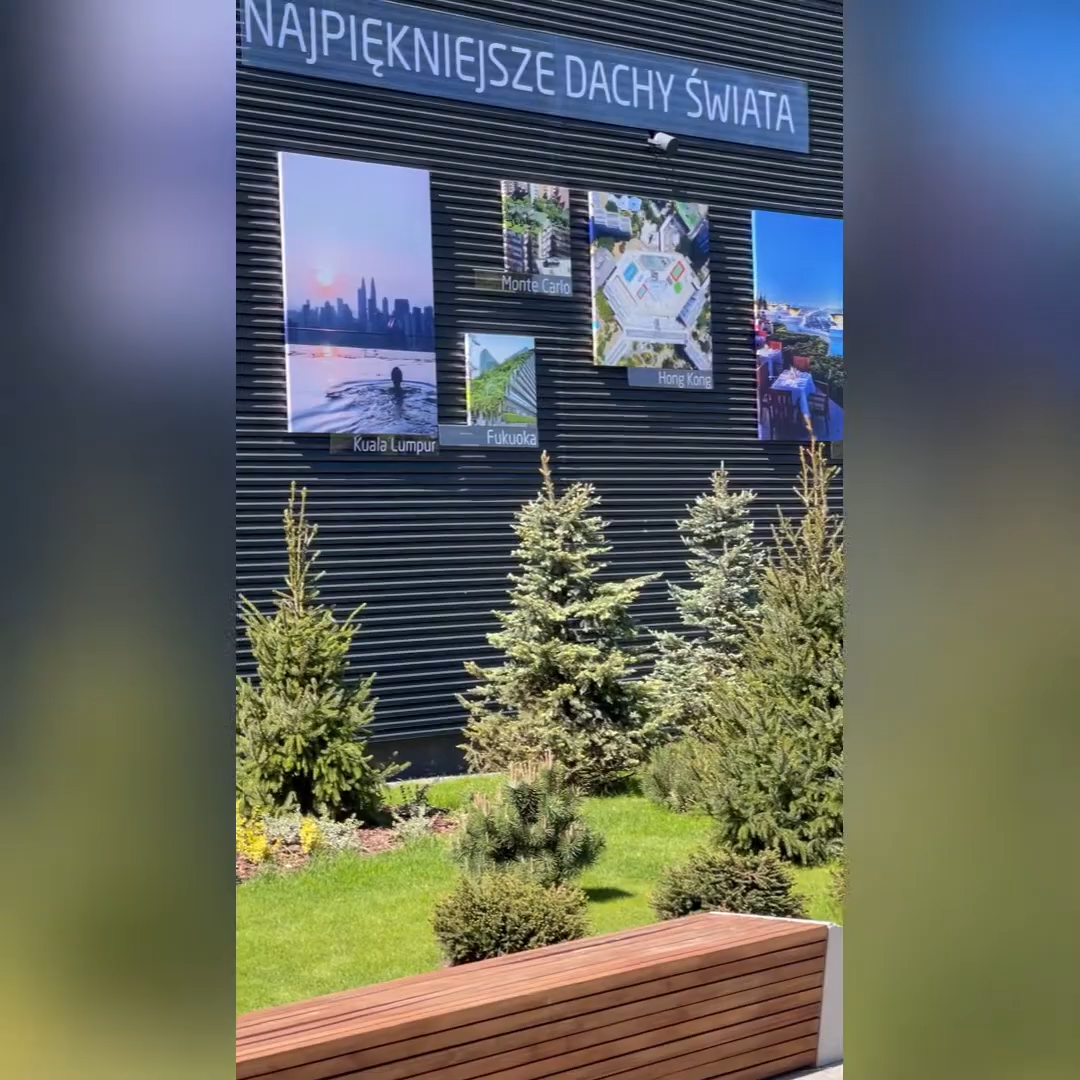 NAJPIĘKNIEJSZE DACHY ŚWIATA
Monte Carlo
Hong Kong
Fukuoka
Kuala Lumpur